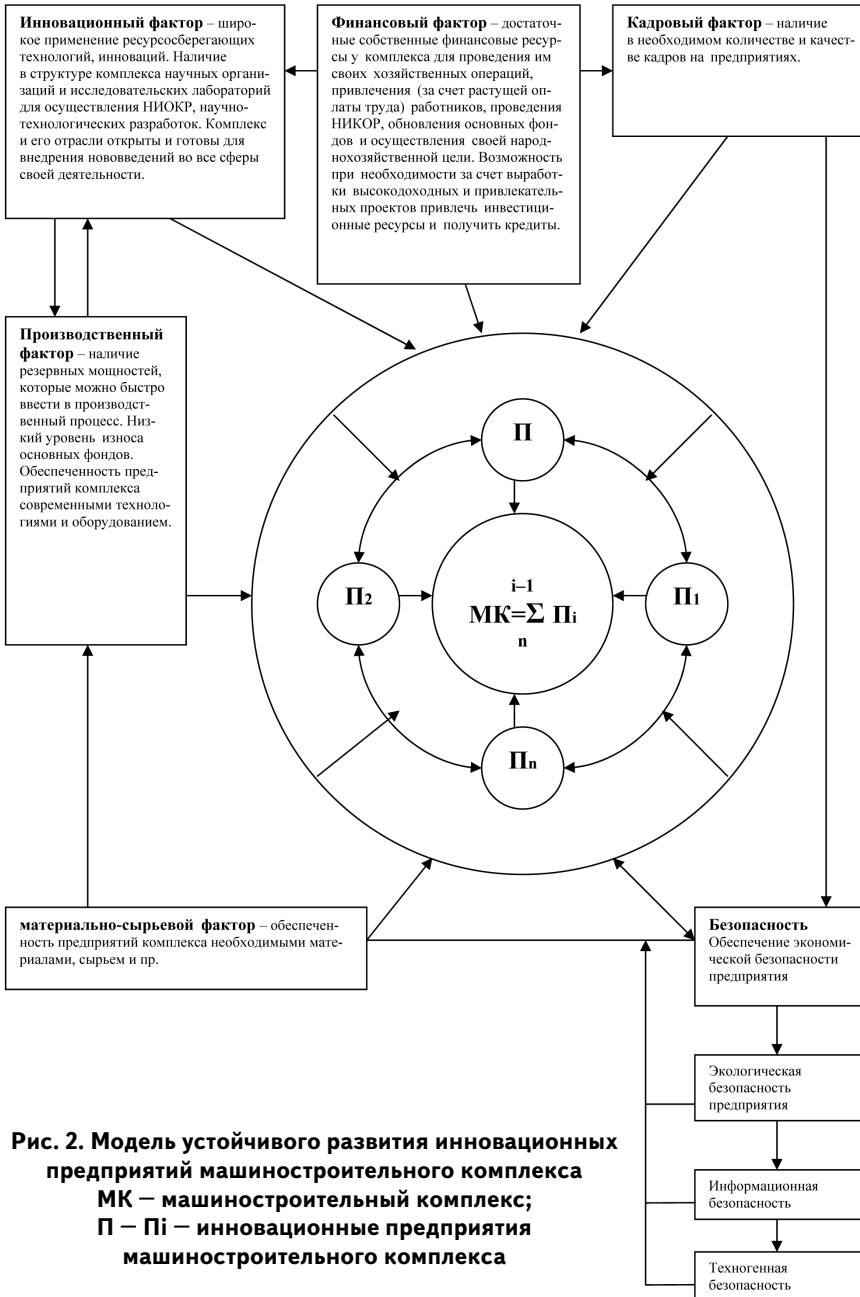 Инновационный фактор – широ-
кое применение ресурсосберегающих
технологий, инноваций. Наличие
в структуре комплекса научных органи-
заций и исследовательских лабораторий
для осуществления НИОКР, научно-
технологических разработок. Комплекс
и его отрасли открыты и готовы для
внедрения нововведений во все сферы
своей деятельности.
Финансовый фактор – достаточ-
ные собственные финансовые ресур-
сы у комплекса для проведения им
своих хозяйственных операций,
привлечения (за счет растущей оп-
латы труда) работников, проведения
НИКОР, обновления основных фон-
дов и осуществления своей народ-
нохозяйственной цели. Возможность
при необходимости за счет выработ-
ки высокодоходных и привлекатель-
ных проектов привлечь инвестици-
онные ресурсы и получить кредиты.
Кадровый фактор – наличие
в необходимом количестве и качест-
ве кадров на предприятиях.
Производственный
фактор – наличие
резервных мощностей,
которые можно быстро
ввести в производст-
венный процесс. Низ-
кий уровень износа
основных фондов.
Обеспеченность пред-
приятий комплекса
современными техноло-
гиями и оборудованием.
П
П2
i–1
МК=Σ Пi
n
П1
Пn
материально-сырьевой фактор – обеспечен-
ность предприятий комплекса необходимыми мате-
риалами, сырьем и пр.
Безопасность
Обеспечение экономи-
ческой безопасности
предприятия
Экологическая
безопасность
предприятия
Информационная
безопасность
Техногенная
безопасность
Рис. 2. Модель устойчивого развития инновационных
предприятий машиностроительного комплекса
МК – машиностроительный комплекс;
П – Пi – инновационные предприятия
машиностроительного комплекса